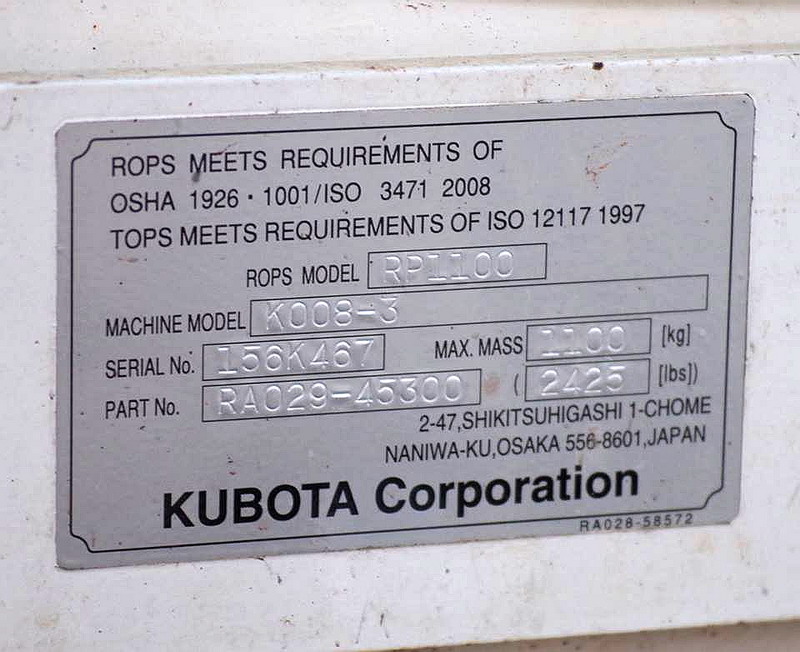 ROPS MEETS REQUIREMENTS OF
OSHA 1926・1001/ISO 3471 2008
TOPS MEETS REQUIREMENTS OF ISO 12117 1997
ROPS MODEL RP1100
MACHINE MODEL K008-3
SERIAL No. 156K467 MAX. MASS 1100 [kg]
PART No. RA029-45300 ( 2425 [lbs])
2-47,SHIKITSUHIGASHI 1-CHOME
NANIWA-KU,OSAKA 556-8601,JAPAN
KUBOTA Corporation
RA028-58572